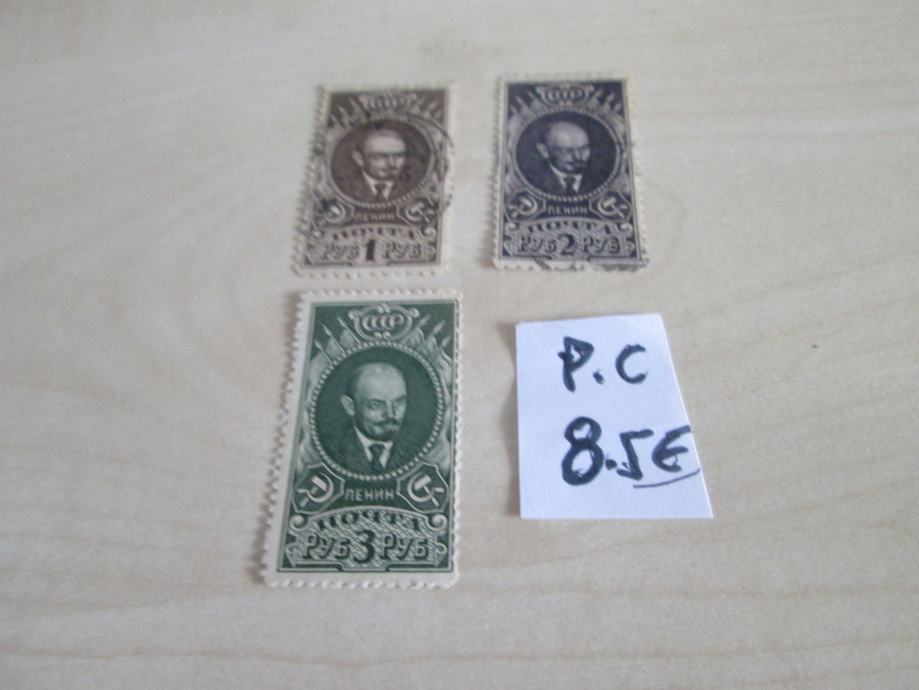 СССР
ЛЕНИН
ПОЧТА
РУБ 1 РУБ
СССР
ЛЕНИН
ПОЧТА
РУБ 2 РУБ
СССР
ЛЕНИН
ПОЧТА
РУБ 3 РУБ
P.C
8.5€